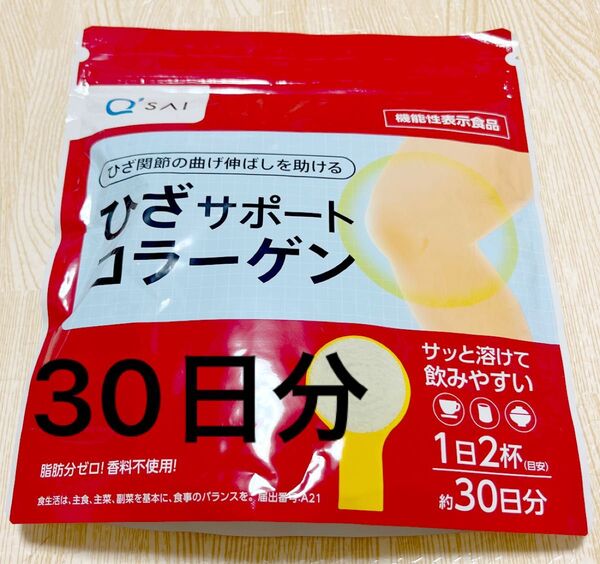 Q'SAI
機能性表示食品
ひざ関節の曲げ伸ばしを助ける
ひざサポート
コラーゲン
30日分
サッと溶けて
飲みやすい
1日2杯(目安)
約30日分
脂肪分ゼロ!香料不使用!
食生活は、主食、主菜、副菜を基本に、食事のバランスを。届出番号:A21